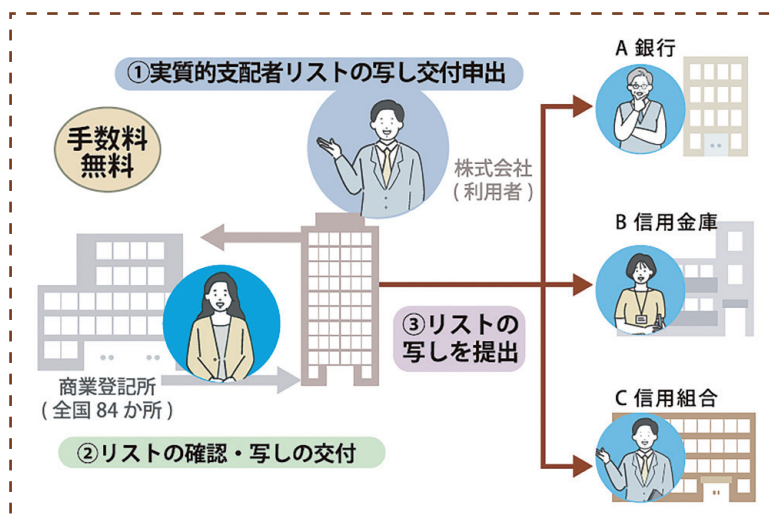 ①実質的支配者リストの写し交付申出
手数料
無料
株式会社
(利用者)
商業登記所
(全国84か所)
②リストの確認・写しの交付
③リストの
写しを提出
A 銀行
B 信用金庫
C 信用組合